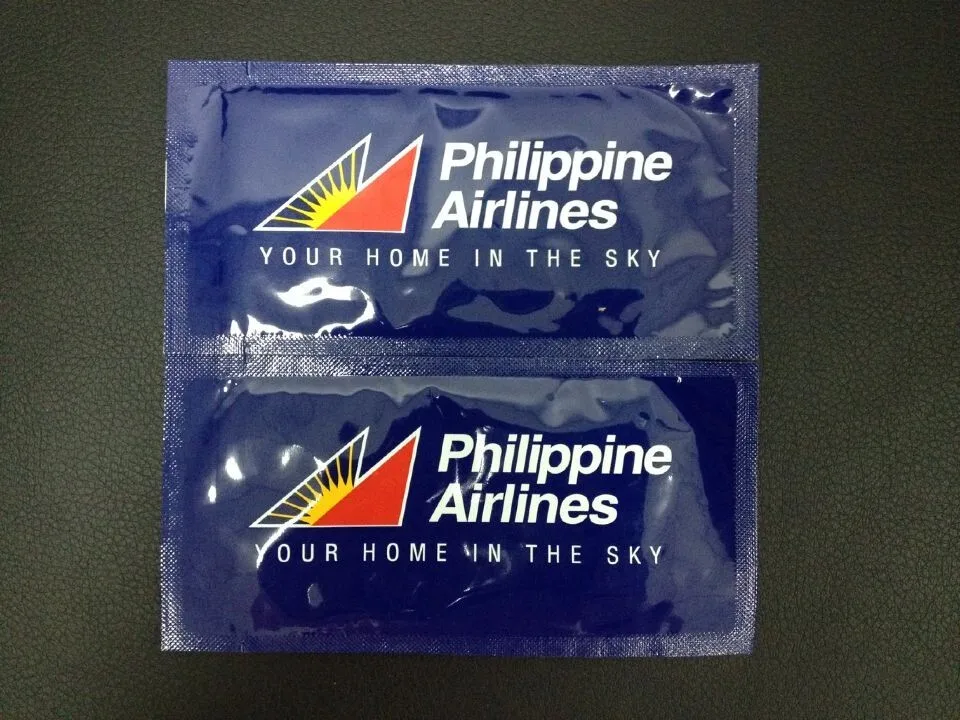 Philippine
Airlines
YOUR HOME IN THE SKY
Philippine
Airlines
YOUR HOME IN THE SKY